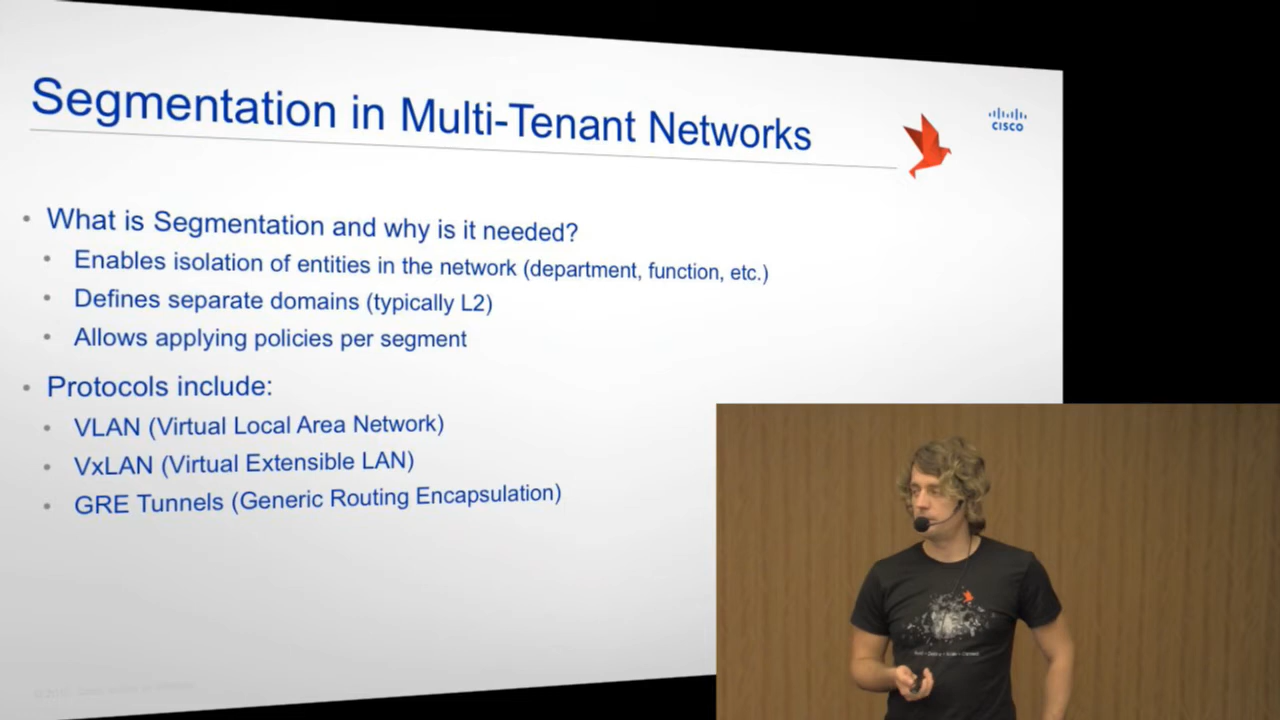 Segmentation in Multi-Tenant Networks
CISCO
• What is Segmentation and why is it needed?
• Enables isolation of entities in the network (department, function, etc.)
• Defines separate domains (typically L2)
• Allows applying policies per segment
• Protocols include:
• VLAN (Virtual Local Area Network)
• VxLAN (Virtual Extensible LAN)
• GRE Tunnels (Generic Routing Encapsulation)